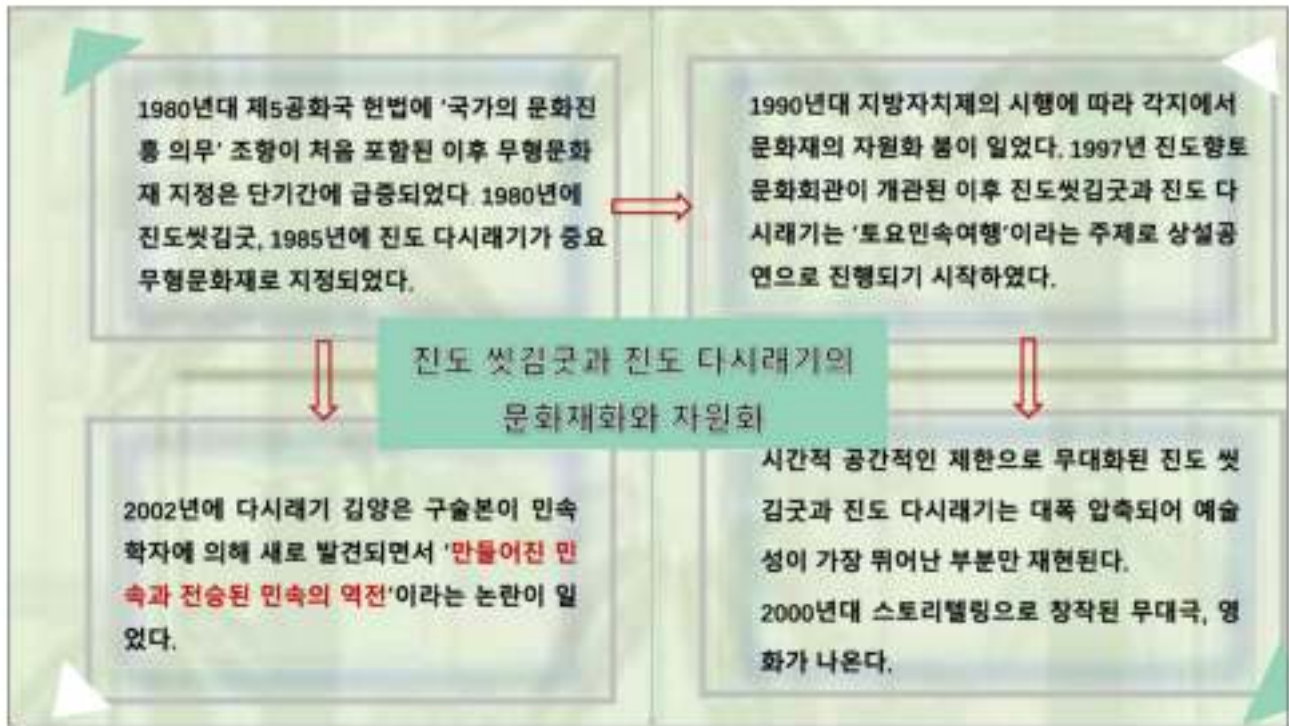 1980년대 제5공화국 헌법에 '국가의 문화진
흥 의무' 조항이 처음 포함된 이후 무형문화
재 지정은 단기간에 급증되었다. 1980년에
진도씻김굿, 1985년에 진도 다시래기가 중요
무형문화재로 지정되었다.
1990년대 지방자치제의 시행에 따라 각지에서
문화재의 자원화 붐이 일었다. 1997년 진도향토
문화회관이 개관된 이후 진도씻김굿과 진도 다
시래기는 '토요민속여행'이라는 주제로 상설공
연으로 진행되기 시작하였다.
진도 씻김굿과 진도 다시래기의
문화재화와 자원화
2002년에 다시래기 김양은 구술본이 민속
학자에 의해 새로 발견되면서 '만들어진 민
속과 전승된 민속의 역전'이라는 논란이 일
었다.
시간적 공간적인 제한으로 무대화된 진도 씻
김굿과 진도 다시래기는 대폭 압축되어 예술
성이 가장 뛰어난 부분만 재현된다.
2000년대 스토리텔링으로 창작된 무대극, 영
화가 나온다.